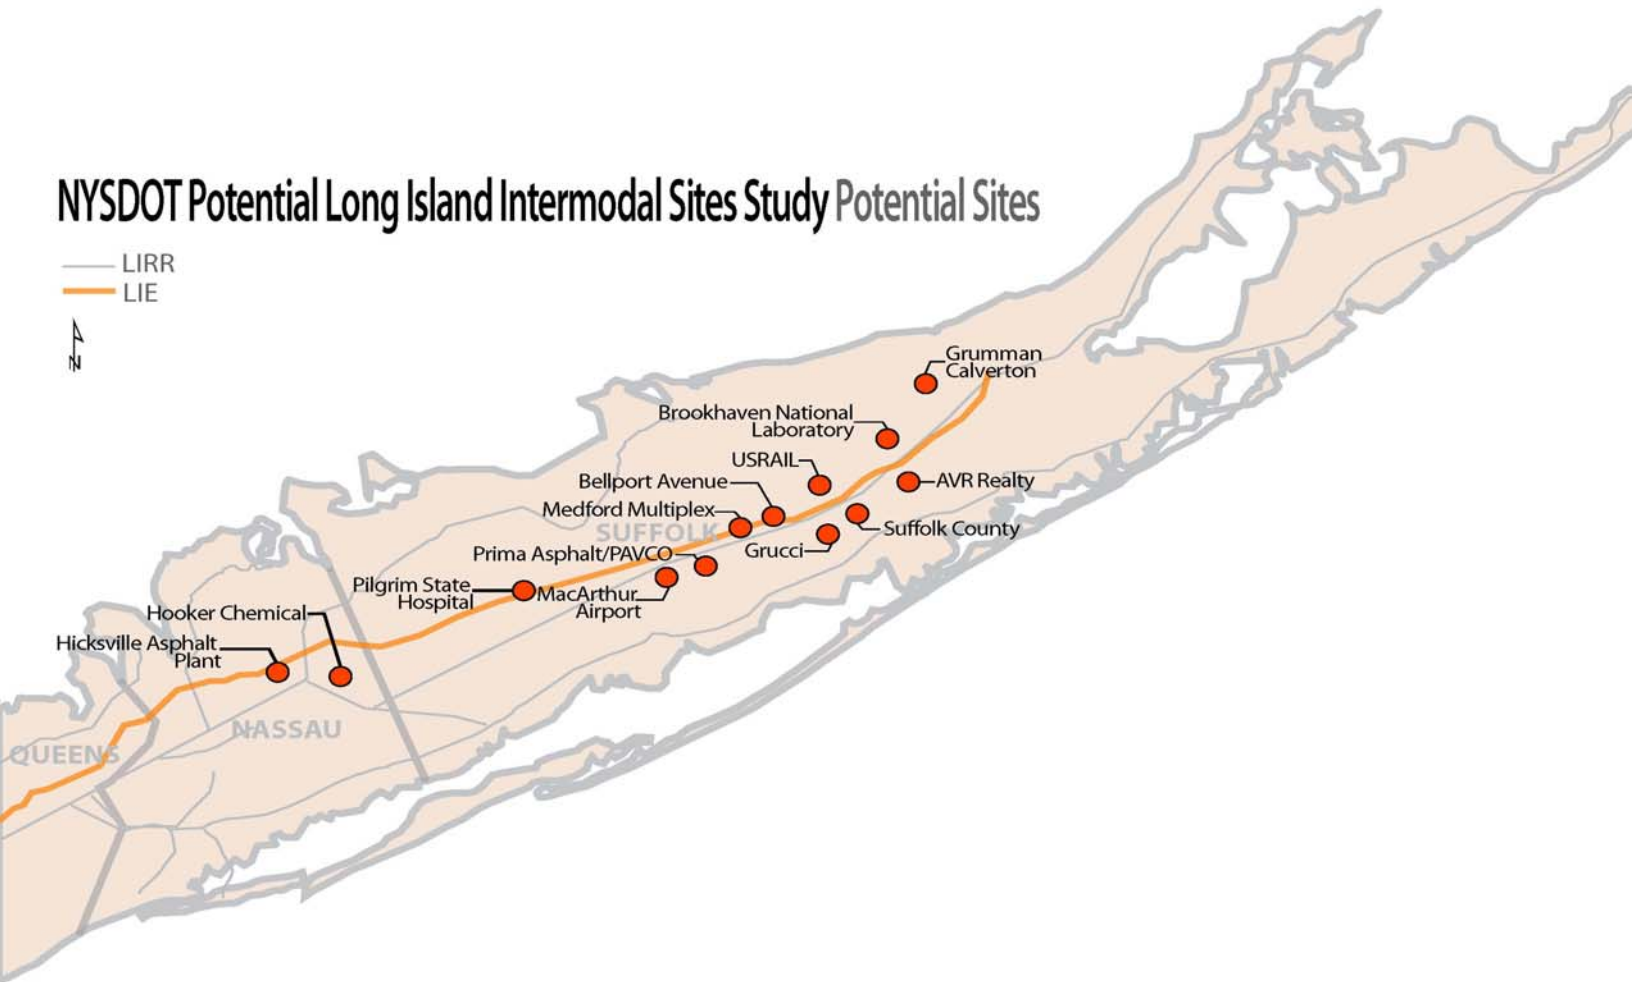 NYSDOT Potential Long Island Intermodal Sites Study Potential Sites
LIRR
LIE
N
Grumman
Calverton
Brookhaven National
Laboratory
USRAIL
Bellport Avenue
AVR Realty
Medford Multiplex
SUFFOLK
Suffolk County
Grucci
Prima Asphalt/PAVCO
Pilgrim State
Hospital
MacArthur
Airport
Hooker Chemical
Hicksville Asphalt
Plant
NASSAU
QUEENS